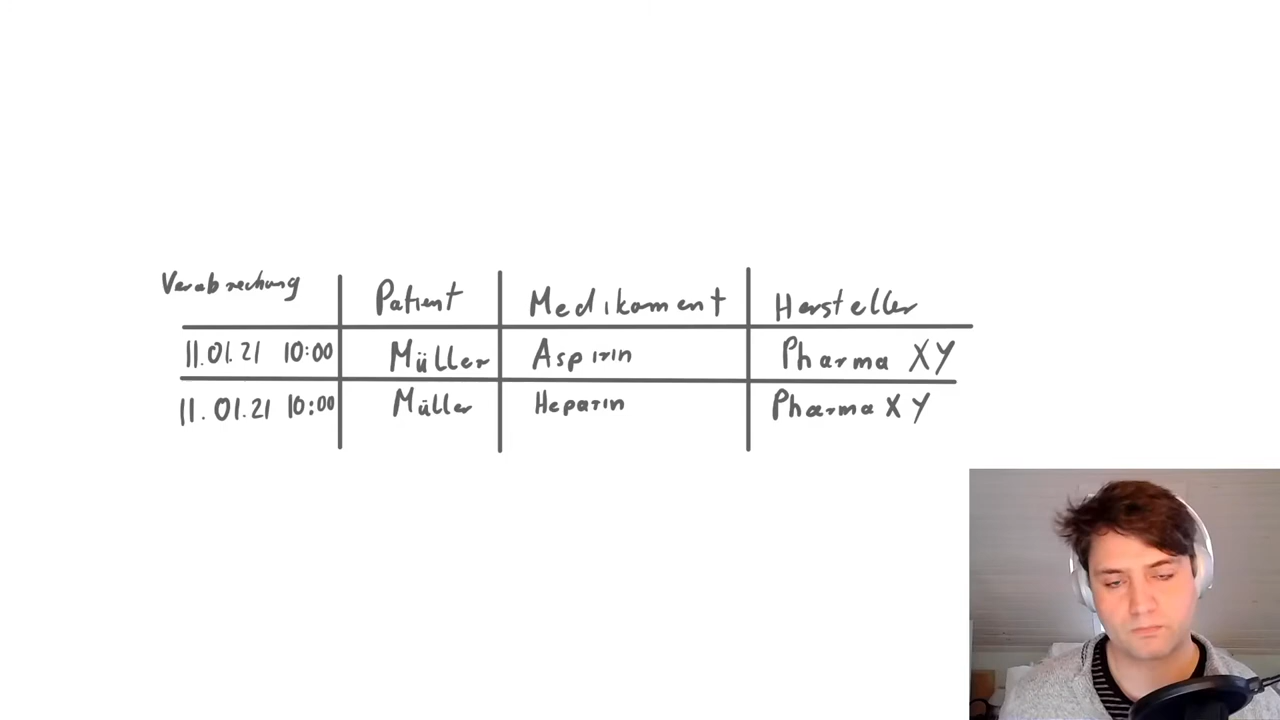 Verabrechung Patient Medikament Hersteller
11.01.21 10:00 Müller Aspirin Pharma XY
11.01.21 10:00 Müller Heparin Pharma XY